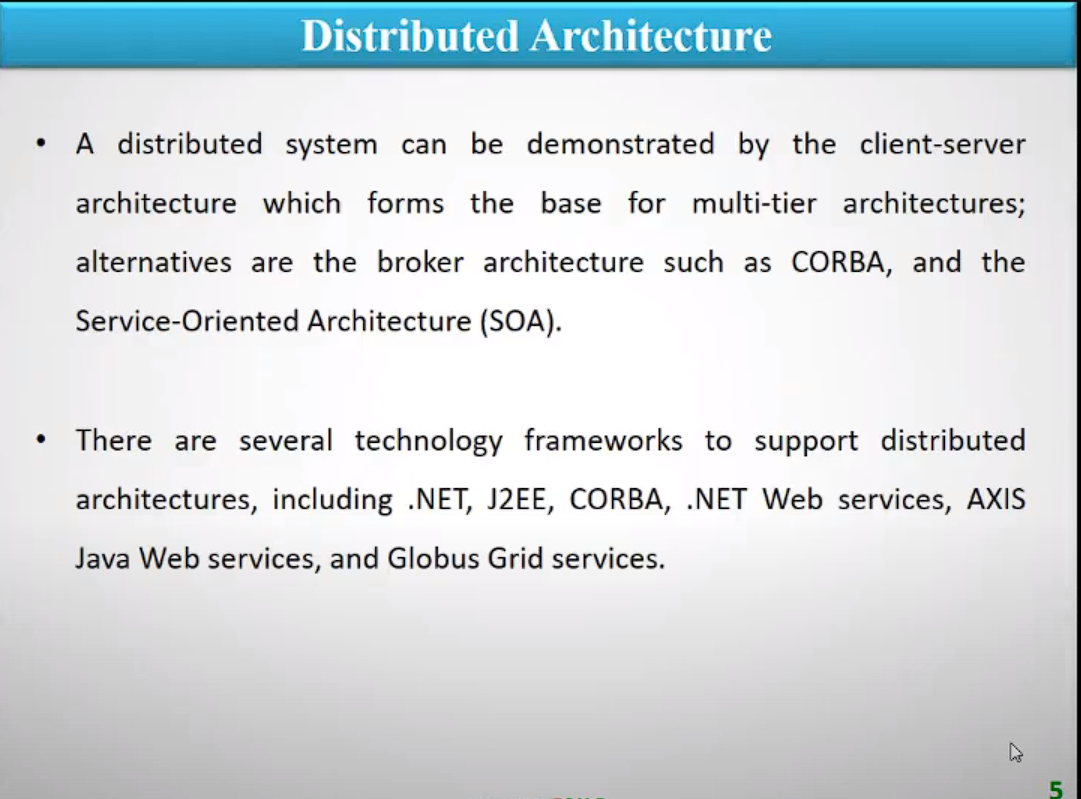 Distributed Architecture
• A distributed system can be demonstrated by the client-server
architecture which forms the base for multi-tier architectures;
alternatives are the broker architecture such as CORBA, and the
Service-Oriented Architecture (SOA).
• There are several technology frameworks to support distributed
architectures, including .NET, J2EE, CORBA, .NET Web services, AXIS
Java Web services, and Globus Grid services.
5